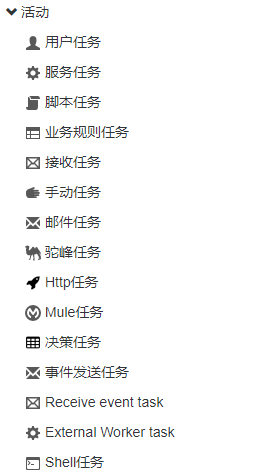 活动
用户任务
服务任务
脚本任务
业务规则任务
接收任务
手动任务
邮件任务
驼峰任务
Http任务
Mule任务
决策任务
事件发送任务
Receive event task
External Worker task
Shell任务